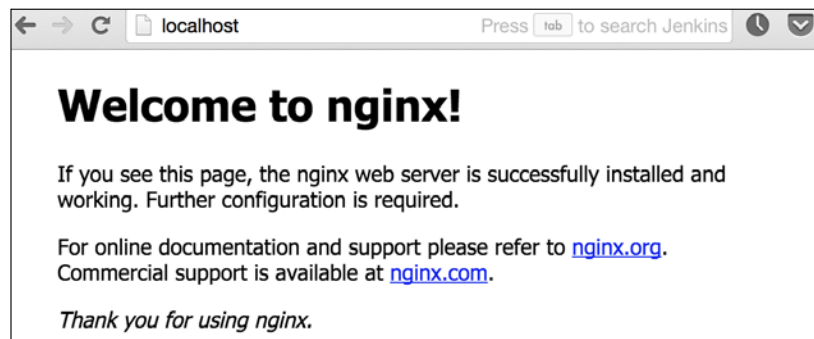 localhost
Press tab to search Jenkins
Welcome to nginx!
If you see this page, the nginx web server is successfully installed and
working. Further configuration is required.
For online documentation and support please refer to nginx.org.
Commercial support is available at nginx.com.
Thank you for using nginx.